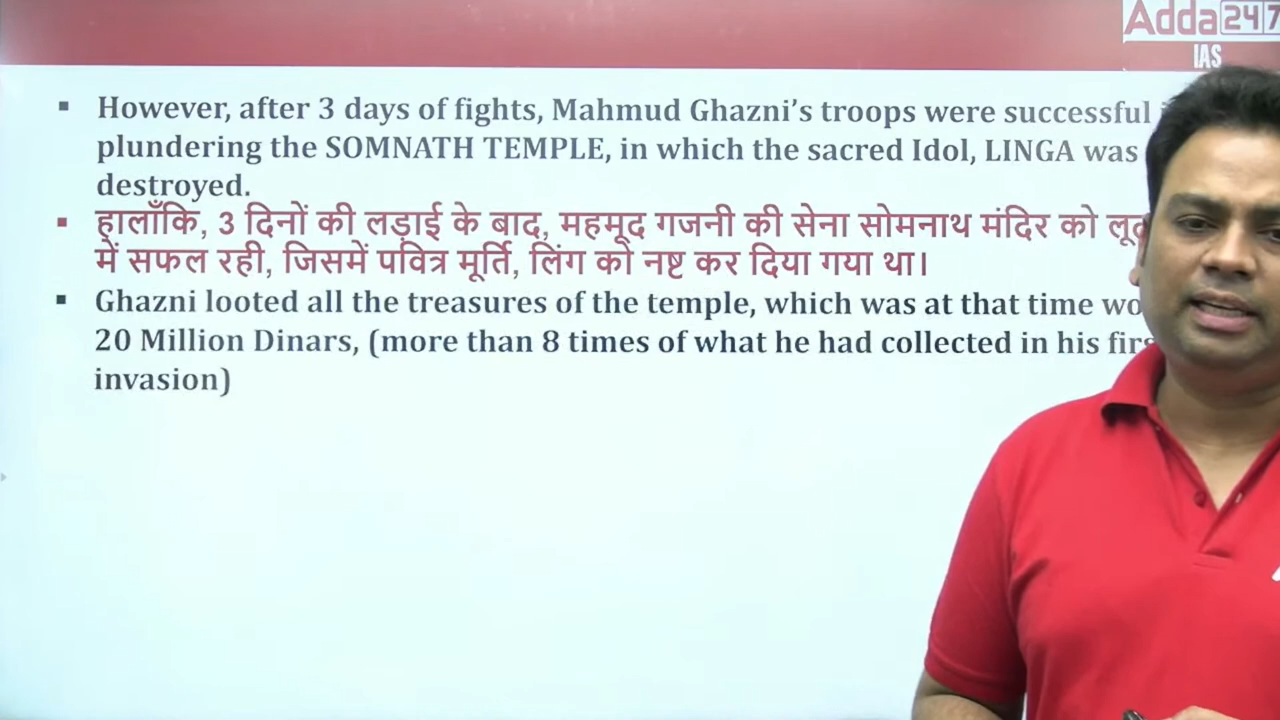 Adda247
IAS
▪ However, after 3 days of fights, Mahmud Ghazni’s troops were successful
plundering the SOMNATH TEMPLE, in which the sacred Idol, LINGA was
destroyed.
▪ हालाँकि, 3 दिनों की लड़ाई के बाद, महमूद गजनी की सेना सोमनाथ मंदिर को
में सफल रही, जिसमें पवित्र मूर्ति, लिंग को नष्ट कर दिया गया था।
▪ Ghazni looted all the treasures of the temple, which was at that time
20 Million Dinars, (more than 8 times of what he had collected in his
invasion)